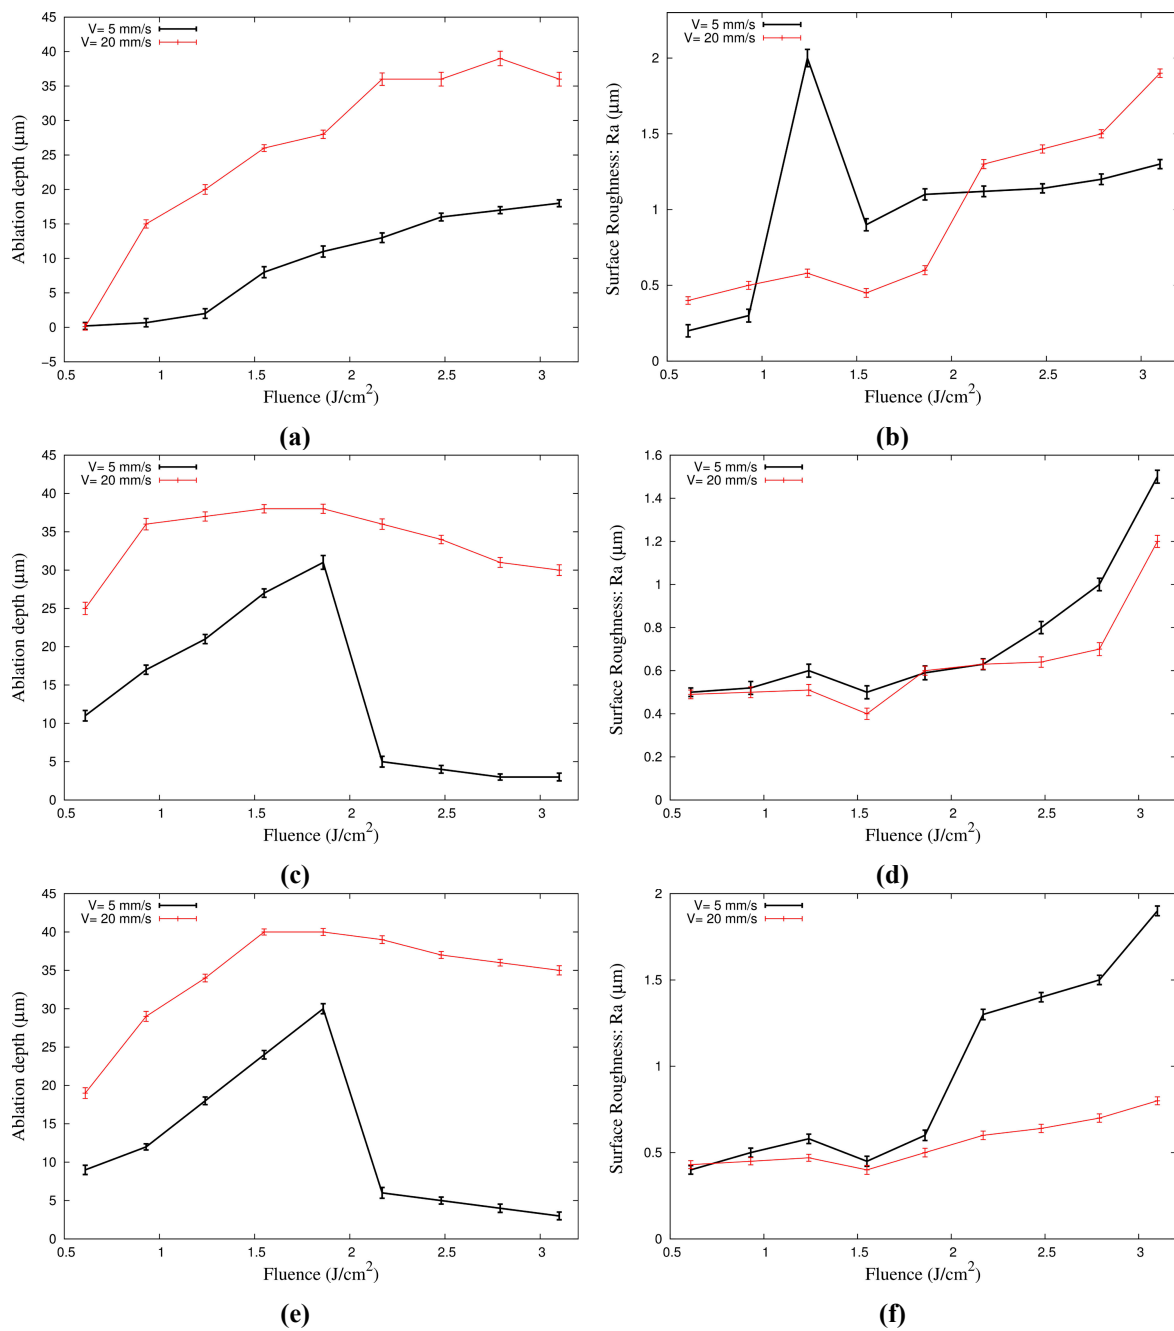 V= 5 mm/s
V= 20 mm/s
Ablation depth (μm)
45
40
35
30
25
20
15
10
5
0
−5
0.5 1 1.5 2 2.5 3
Fluence (J/cm²)
(a)
V= 5 mm/s
V= 20 mm/s
Surface Roughness: Ra (μm)
2
1.5
1
0.5
0
0.5 1 1.5 2 2.5 3
Fluence (J/cm²)
(b)
V= 5 mm/s
V= 20 mm/s
Ablation depth (μm)
45
40
35
30
25
20
15
10
5
0
0.5 1 1.5 2 2.5 3
Fluence (J/cm²)
(c)
V= 5 mm/s
V= 20 mm/s
Surface Roughness: Ra (μm)
1.6
1.4
1.2
1
0.8
0.6
0.4
0.2
0
0.5 1 1.5 2 2.5 3
Fluence (J/cm²)
(d)
V= 5 mm/s
V= 20 mm/s
Ablation depth (μm)
45
40
35
30
25
20
15
10
5
0
0.5 1 1.5 2 2.5 3
Fluence (J/cm²)
(e)
V= 5 mm/s
V= 20 mm/s
Surface Roughness: Ra (μm)
2
1.5
1
0.5
0
0.5 1 1.5 2 2.5 3
Fluence (J/cm²)
(f)